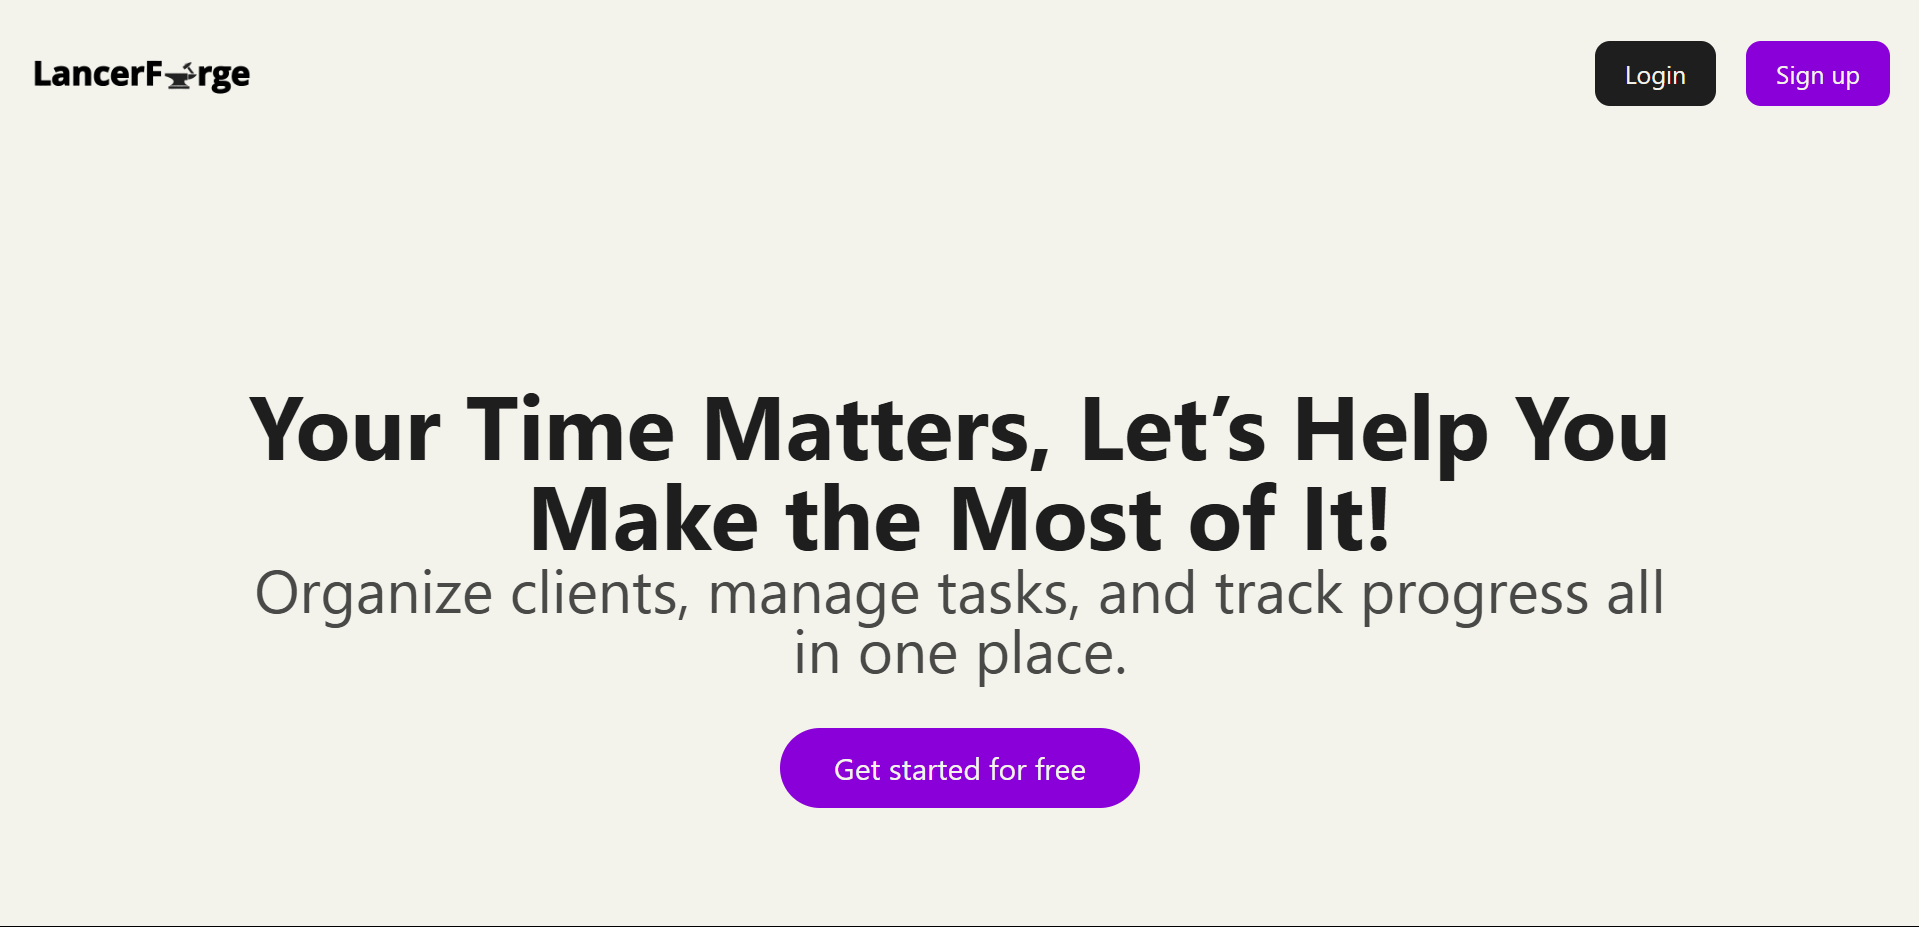 LancerForge
Login
Sign up
Your Time Matters, Let’s Help You
Make the Most of It!
Organize clients, manage tasks, and track progress all
in one place.
Get started for free